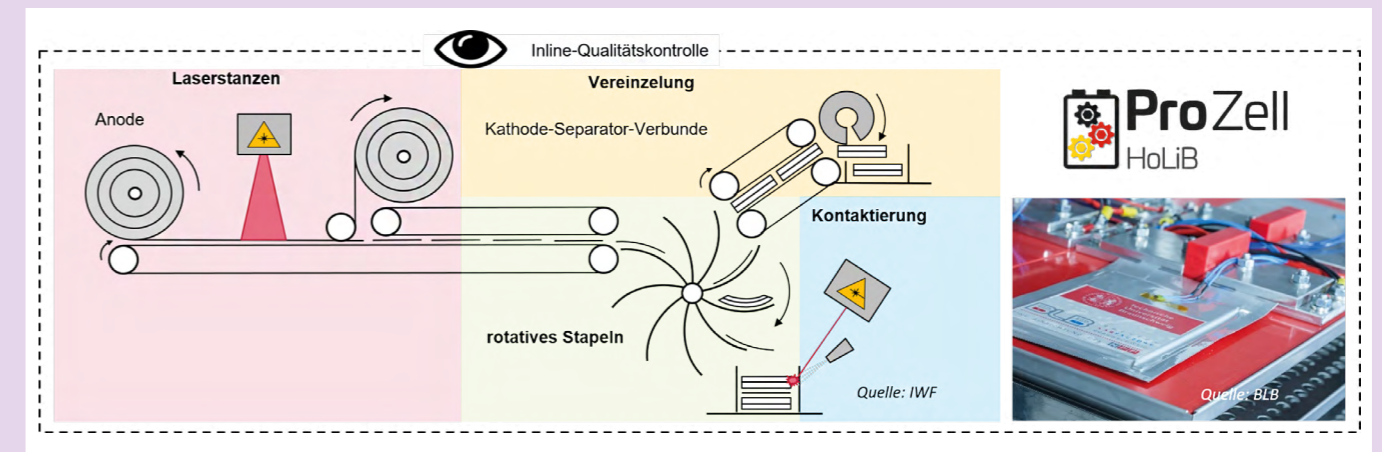 Inline-Qualitätskontrolle
Laserstanzen
Vereinzelung
Anode
Kathode-Separator-Verbunde
ProZell
HoLiB
Kontaktierung
rotatives Stapeln
Quelle: IWF
Quelle: BLB